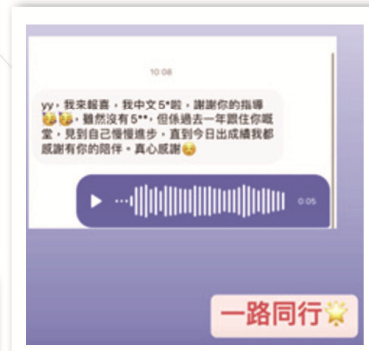 10:08
yy，我來報喜，我中文5*啦，謝謝你的指導
🥳🥳，雖然沒有5**，但係過去一年跟住你嘅
堂，見到自己慢慢進步，直到今日出成績我都
感謝有你的陪伴。真心感謝☺️
0:05
一路同行🌟